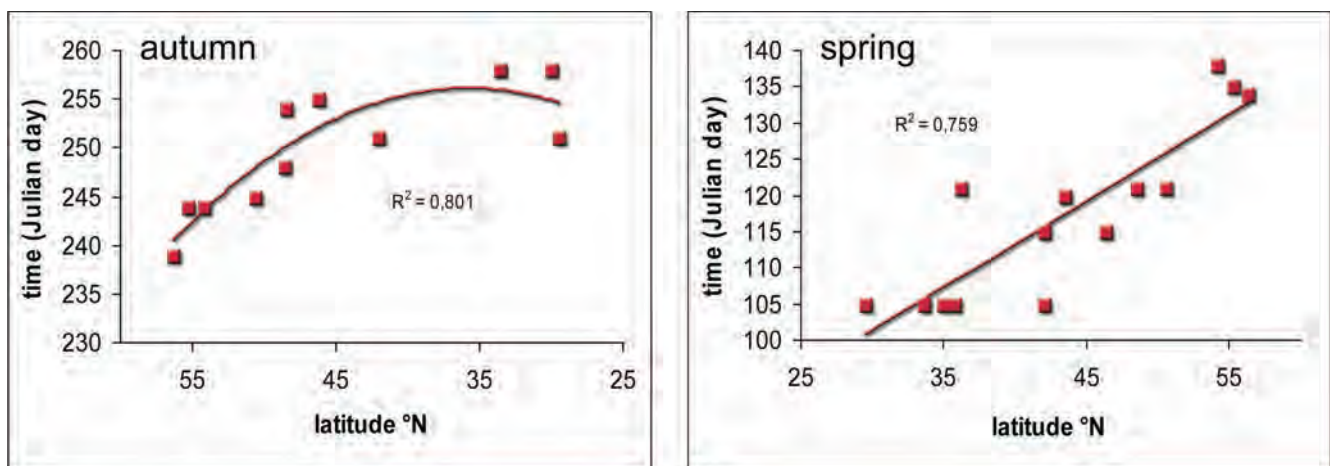 autumn
time (Julian day)
260
255
250
245
240
235
230
R² = 0,801
55 45 35 25
latitude °N
spring
time (Julian day)
140
135
130
125
120
115
110
105
100
R² = 0,759
25 35 45 55
latitude °N